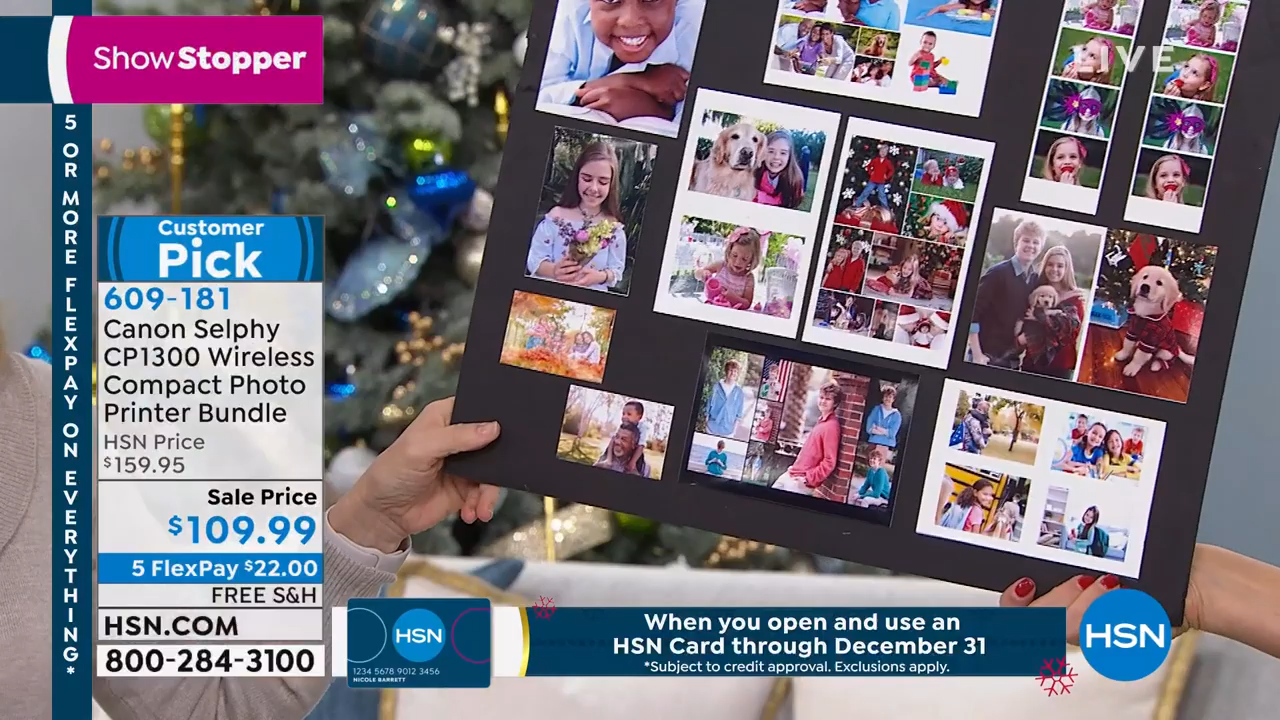 ShowStopper
LIVE
5 OR MORE FLEXPAY ON EVERYTHING*
Customer
Pick
609-181
Canon Selphy
CP1300 Wireless
Compact Photo
Printer Bundle
HSN Price
$159.95
Sale Price
$109.99
5 FlexPay $22.00
FREE S&H
HSN.COM
800-284-3100
HSN
1234 5678 9012 3456
NICOLE BARRETT
When you open and use an
HSN Card through December 31
*Subject to credit approval. Exclusions apply.
HSN